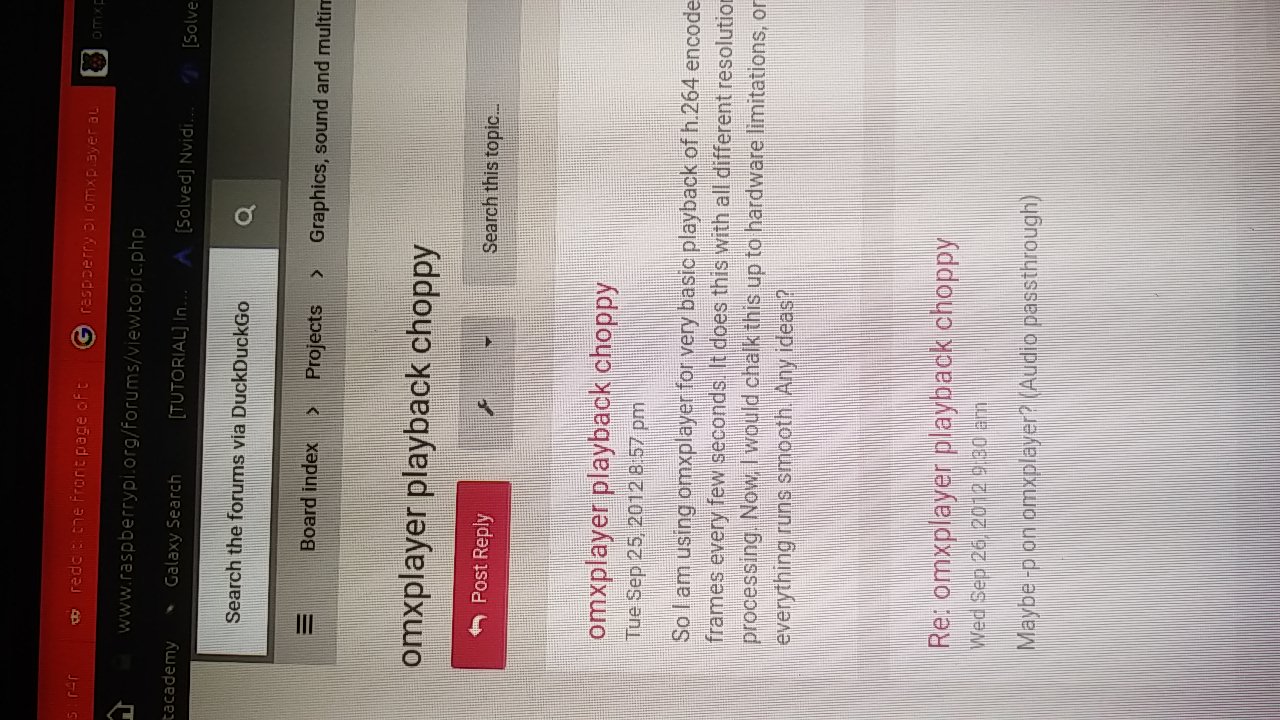 reddit: the front page of t
raspberry pi omxplayer au
omxp
www.raspberrypi.org/forums/viewtopic.php
tacademy
Galaxy Search
[TUTORIAL] In...
[Solved] Nvidi...
[Solve
Search the forums via DuckDuckGo
Board index > Projects > Graphics, sound and multim
omxplayer playback choppy
Post Reply
Search this topic...
omxplayer playback choppy
Tue Sep 25, 2012 8:57 pm
So I am using omxplayer for very basic playback of h.264 encode
frames every few seconds. It does this with all different resolution
processing. Now, I would chalk this up to hardware limitations, or
everything runs smooth. Any ideas?
Re: omxplayer playback choppy
Wed Sep 26, 2012 9:30 am
Maybe -p on omxplayer? (Audio passthrough)